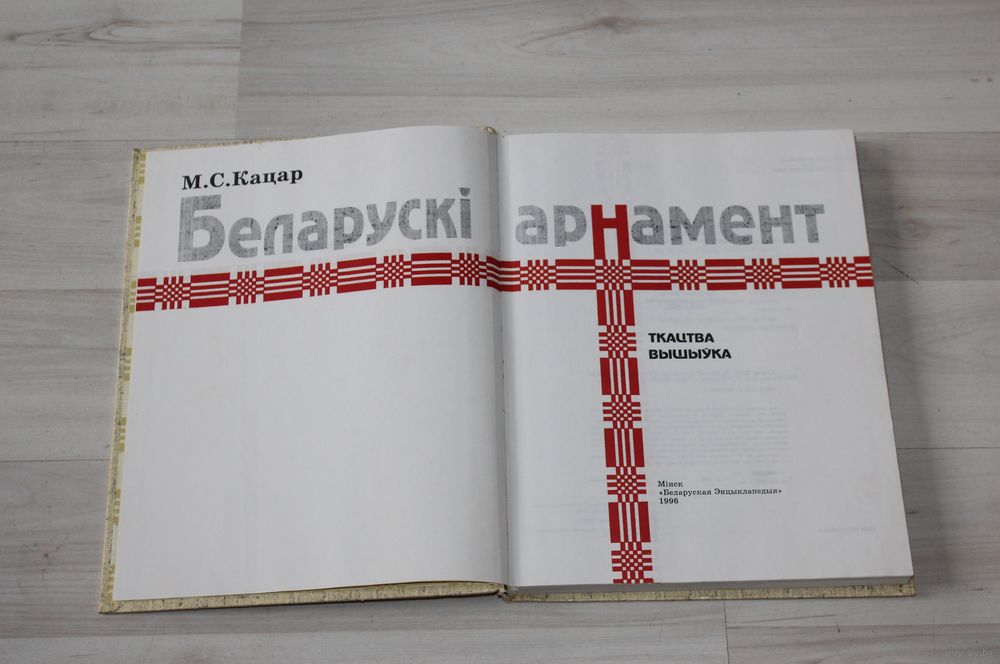 М.С.Кацар
Беларускі арнамент
ТКАЦТВА
ВЫШЫЎКА
Мінск
«Беларуская Энцыклапедыя»
1996